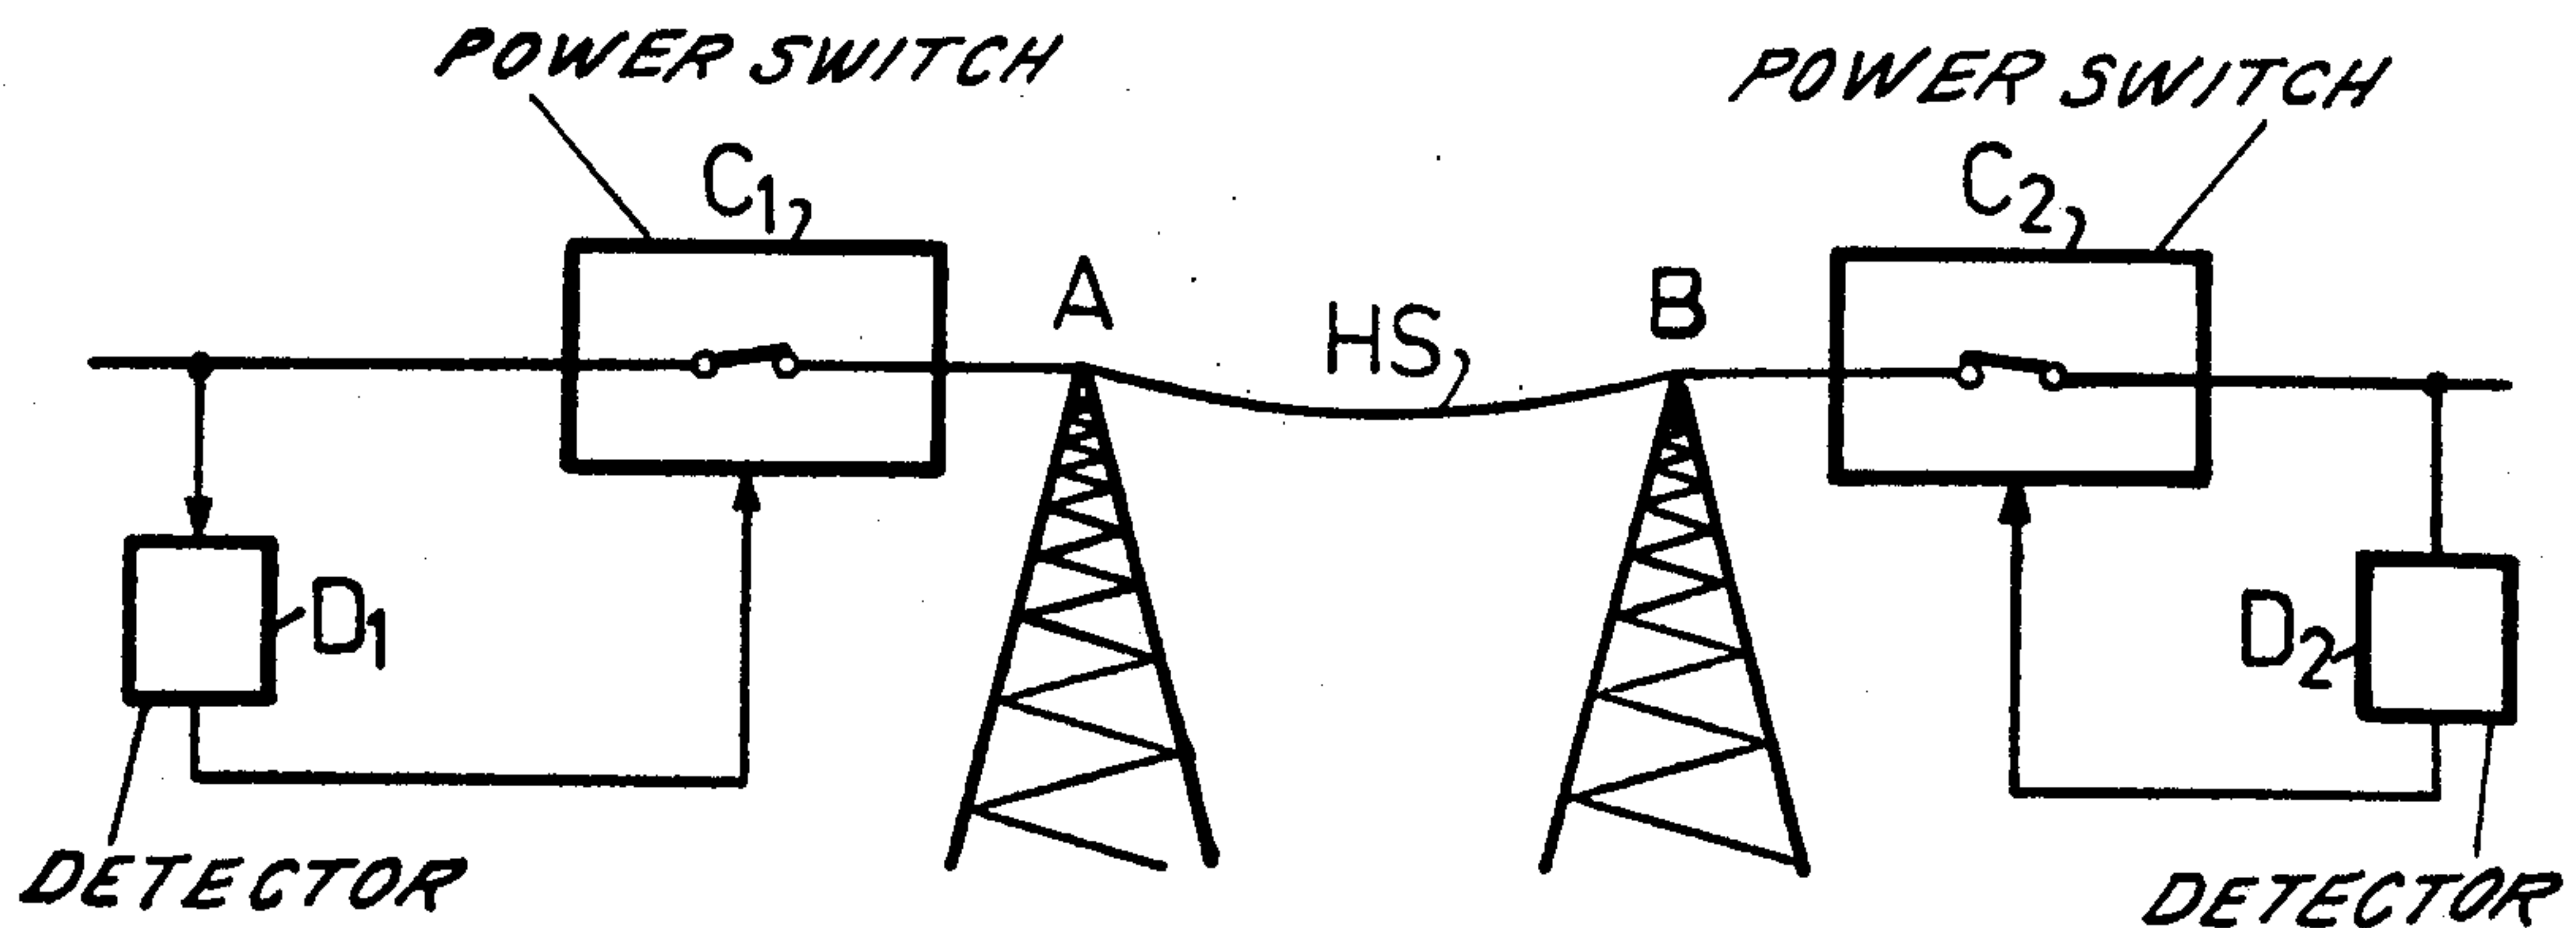 POWER SWITCH
POWER SWITCH
C1
C2
A
B
HS
D1
D2
DETECTOR
DETECTOR